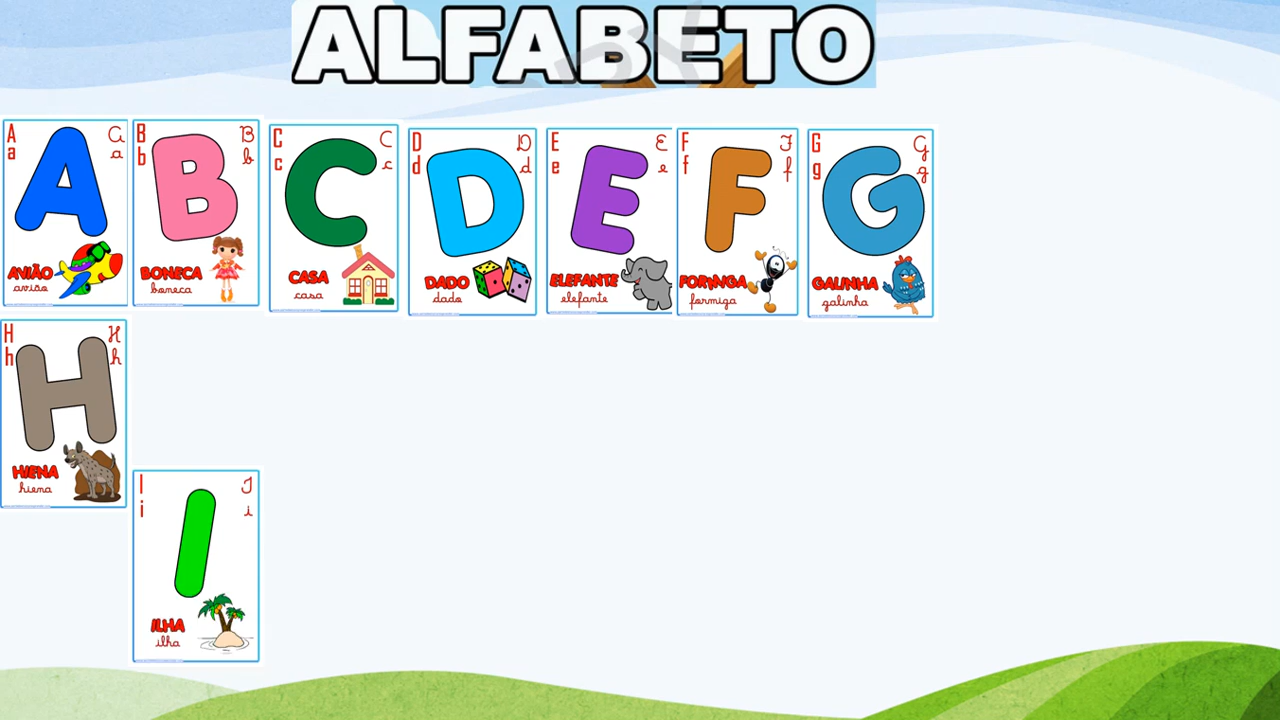 ALFABETO
A A
a a
A
AVIÃO
avião
B B
b b
B
BONECA
boneca
C C
c c
C
CASA
casa
D D
d d
D
DADO
dado
E E
e e
E
ELEFANTE
elefante
F F
f f
F
FORMIGA
formiga
G G
g g
G
GALINHA
galinha
H H
h h
H
HIENA
hiena
I I
i i
I
ILHA
ilha